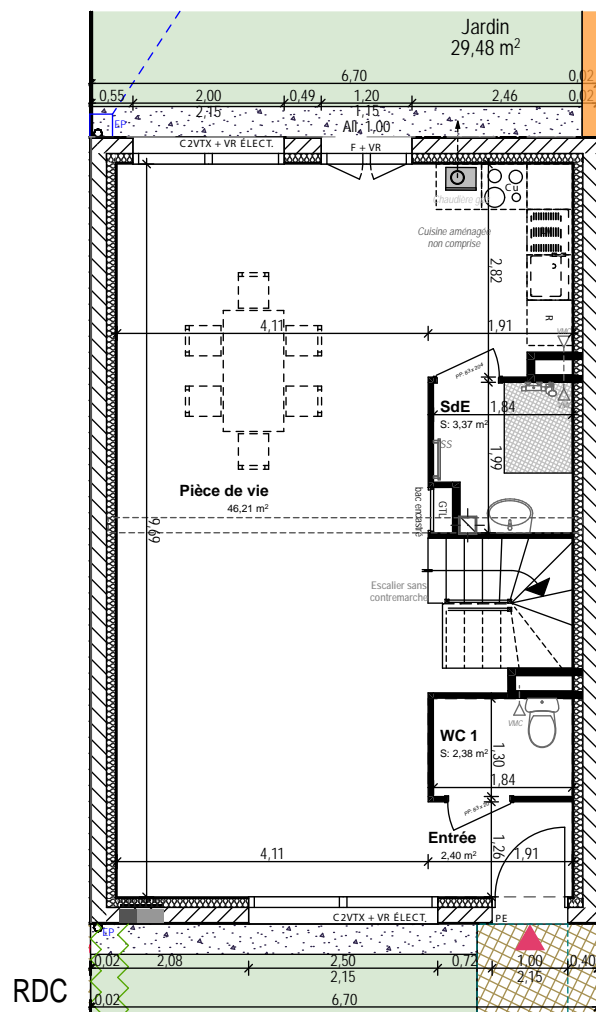 Jardin
29,48 m²
6,70 0,02
0,55 2,00 0,49 1,20 2,46 0,02
2,15 1,15
All. 1,00
EP
C2VTX + VR ÉLECT. F + VR
Cu
Chaudière
Cuisine aménagée
non comprise
2,82
R
4,11 1,91
VMC
PP: 83 x 204
SdE
S: 3,37 m²
1,84
SS
1,99
Pièce de vie
46,21 m²
9,69
bac encastré
GTL
Escalier sans
contremarche
VMC
WC 1
S: 2,38 m²
1,30
1,84
Entrée
2,40 m²
1,26
4,11 1,91
C2VTX + VR ÉLECT. PE
EP
0,02 2,08 2,50 0,72 1,00 0,40
2,15 2,15
RDC
0,02 6,70